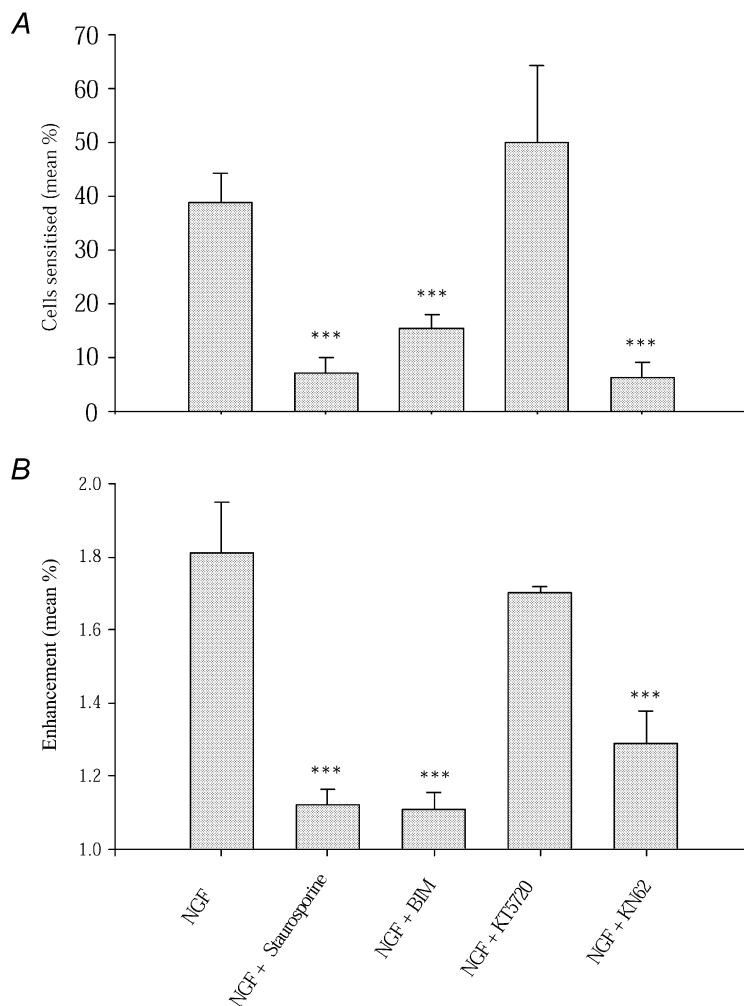 A
Cells sensitised (mean %)
70
60
50
40
30
20
10
0
***
***
***
B
Enhancement (mean %)
2.0
1.8
1.6
1.4
1.2
1.0
***
***
***
NGF
NGF + Staurosporine
NGF + BIM
NGF + KT5720
NGF + KN62